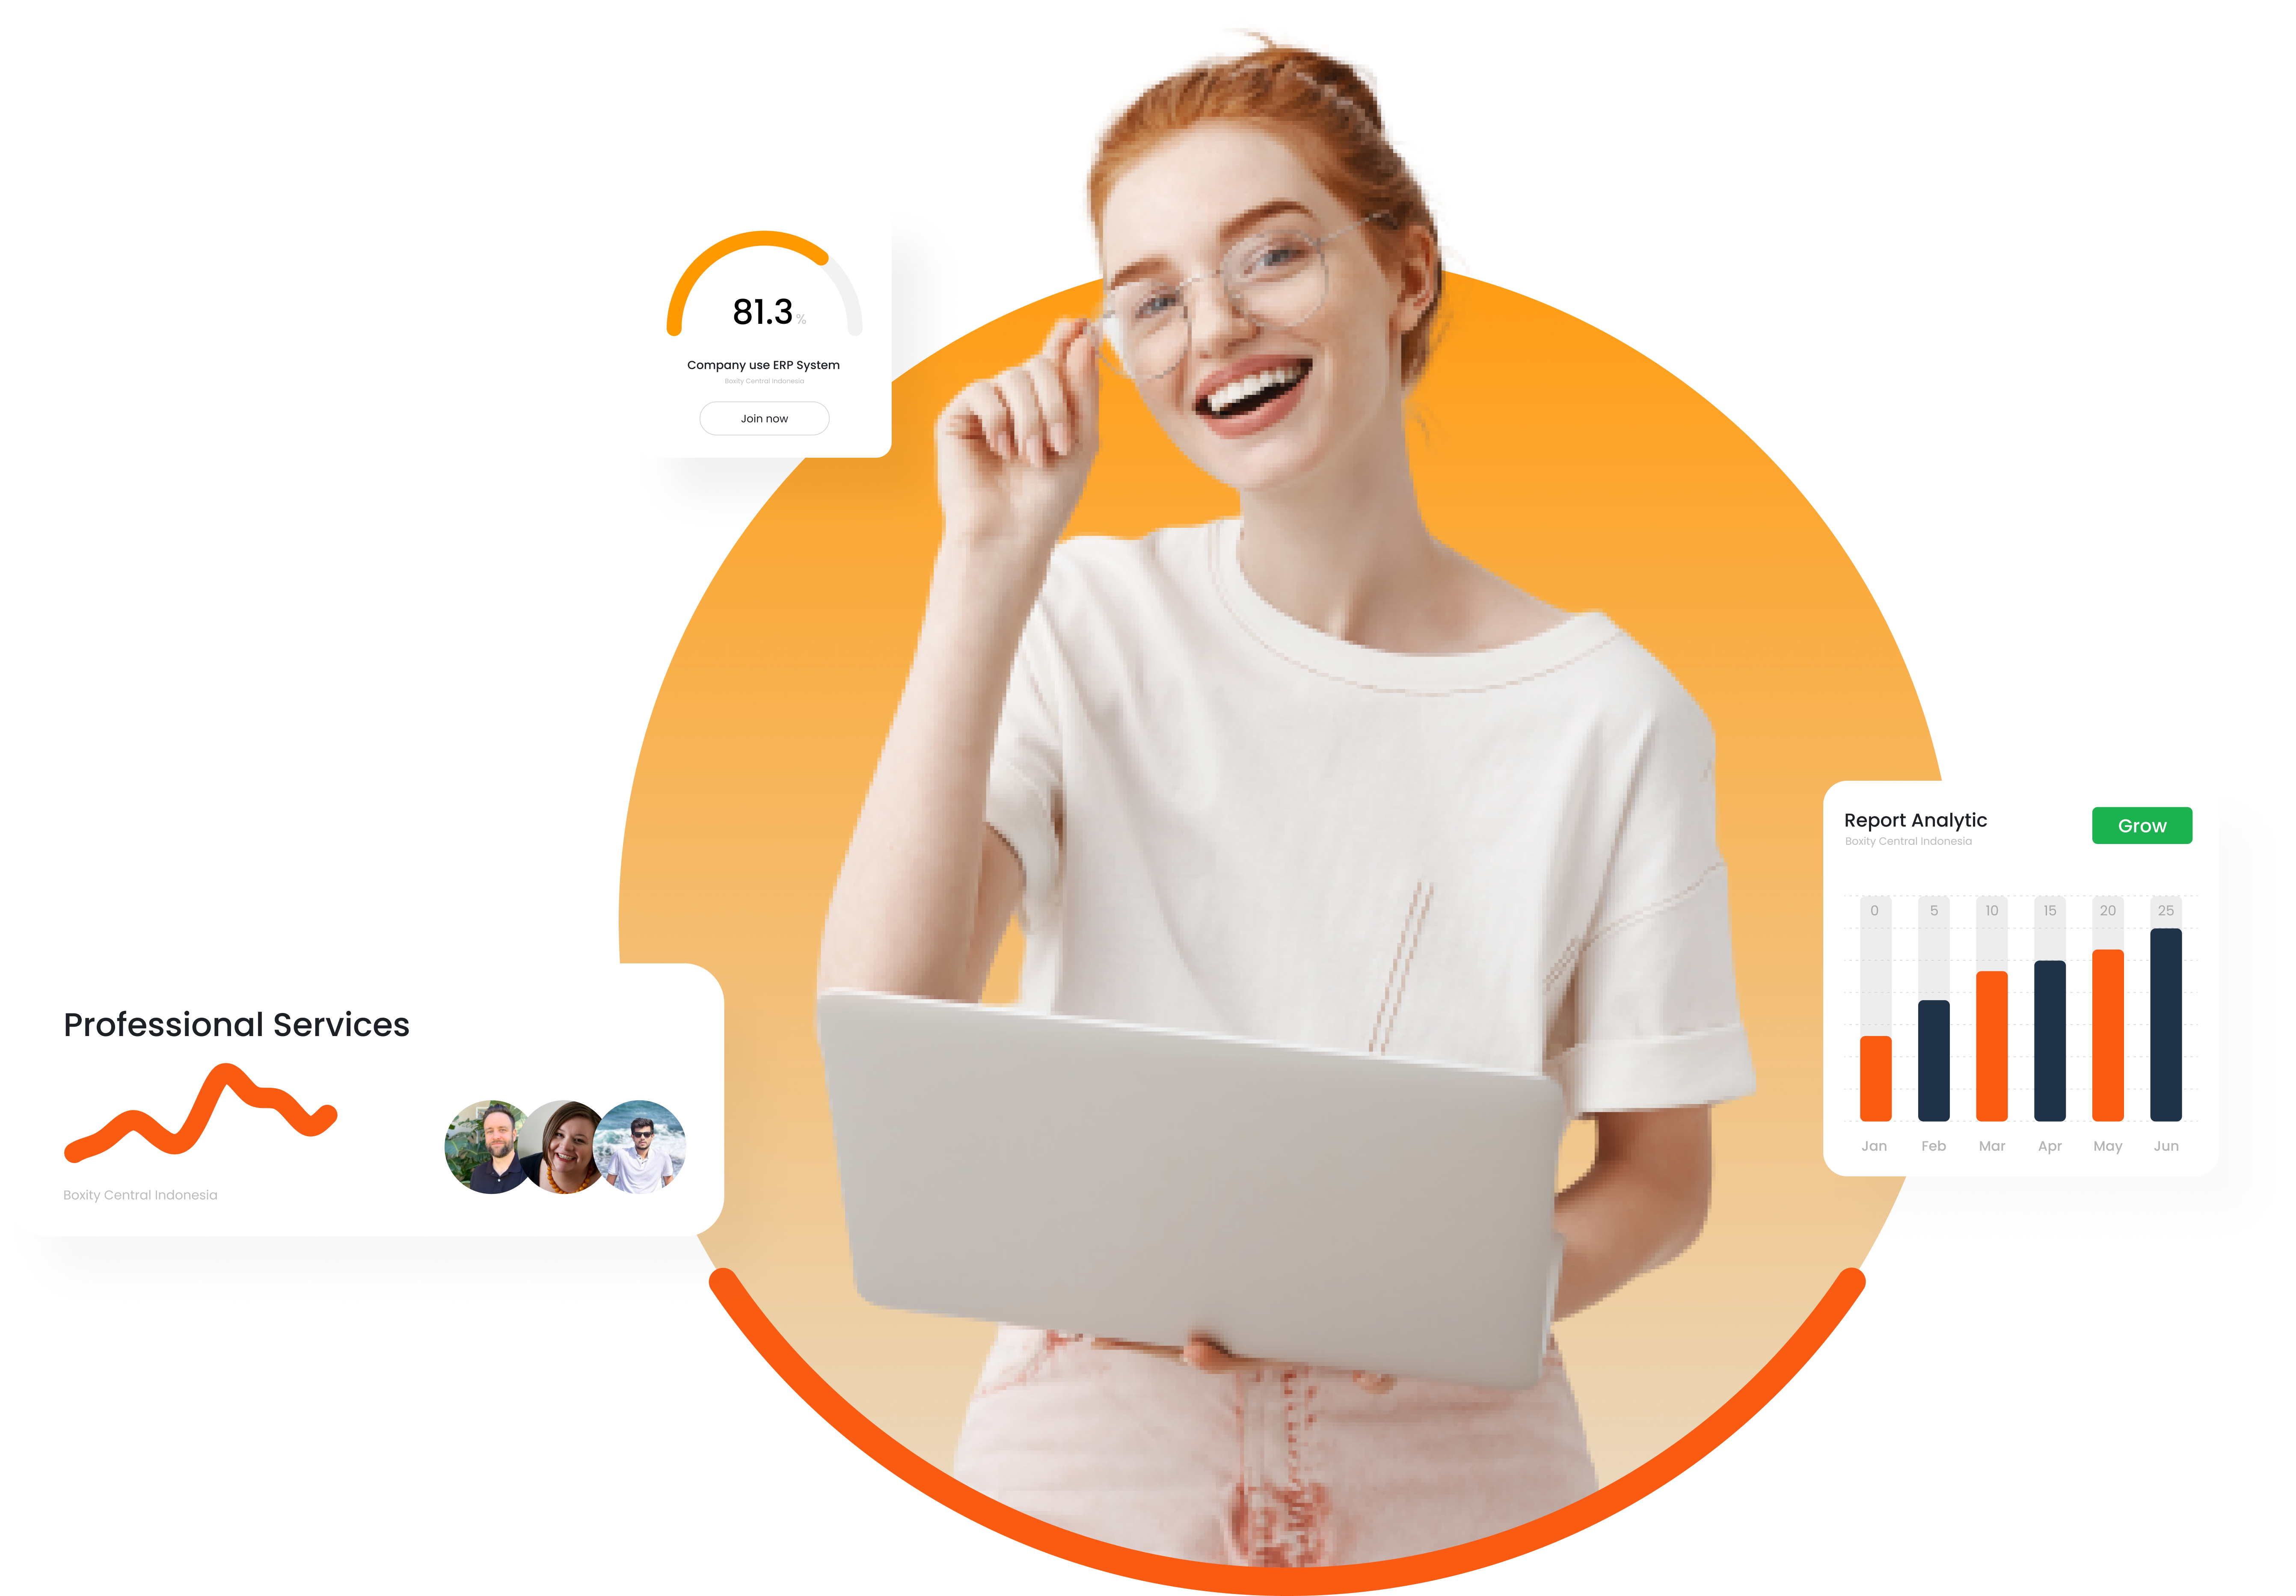 81.3 %
Company use ERP System
Boxity Central Indonesia
Join now
Report Analytic
Grow
Boxity Central Indonesia
0 5 10 15 20 25
Jan Feb Mar Apr May Jun
Professional Services
Boxity Central Indonesia